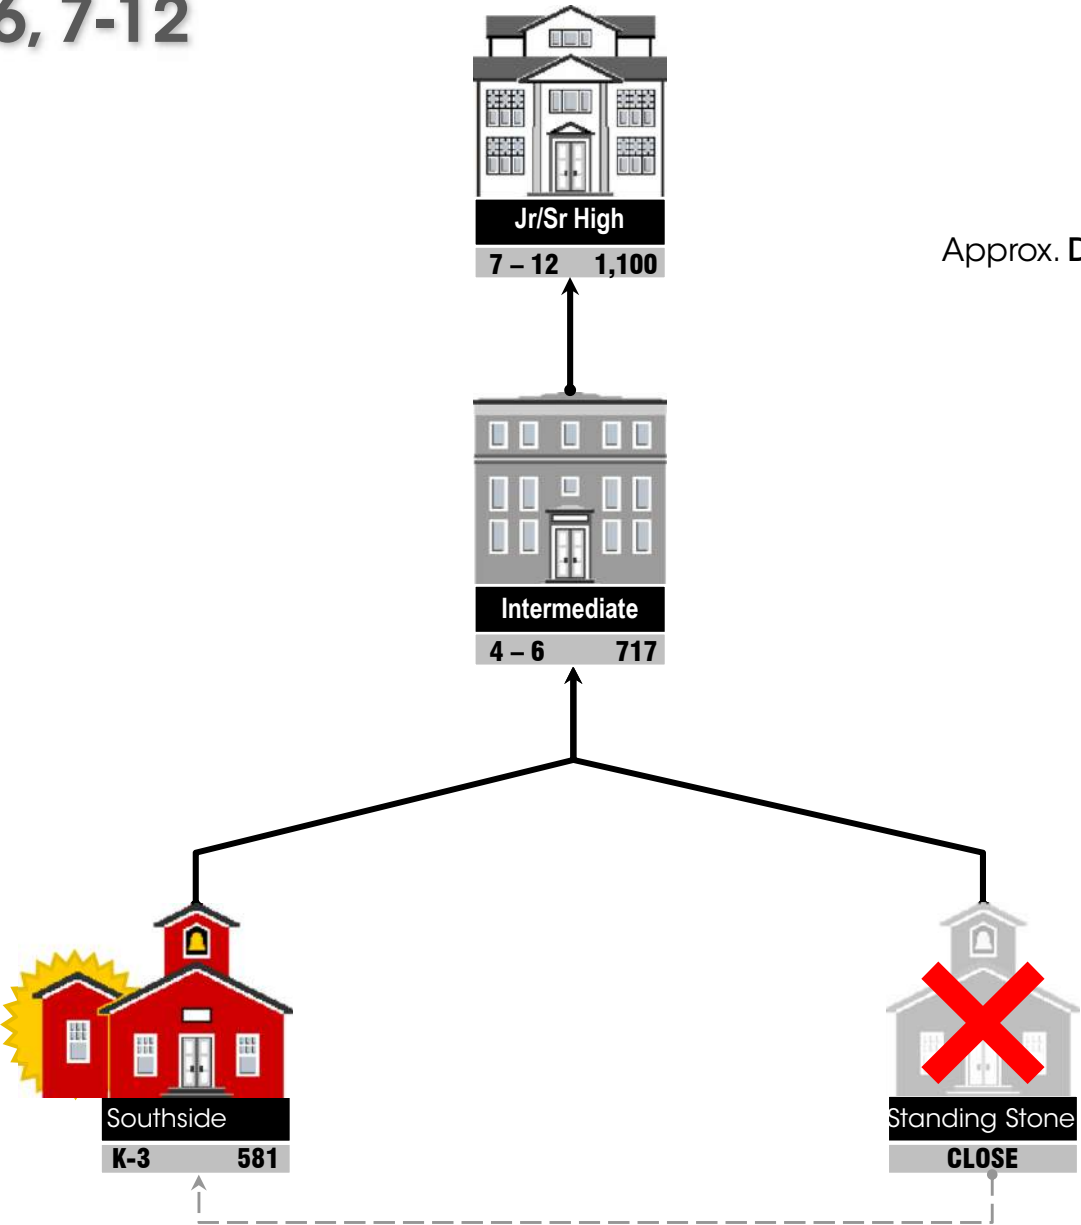 6, 7-12
Jr/Sr High
7 – 12 1,100
Approx. D
Intermediate
4 – 6 717
Southside
K-3 581
Standing Stone
CLOSE